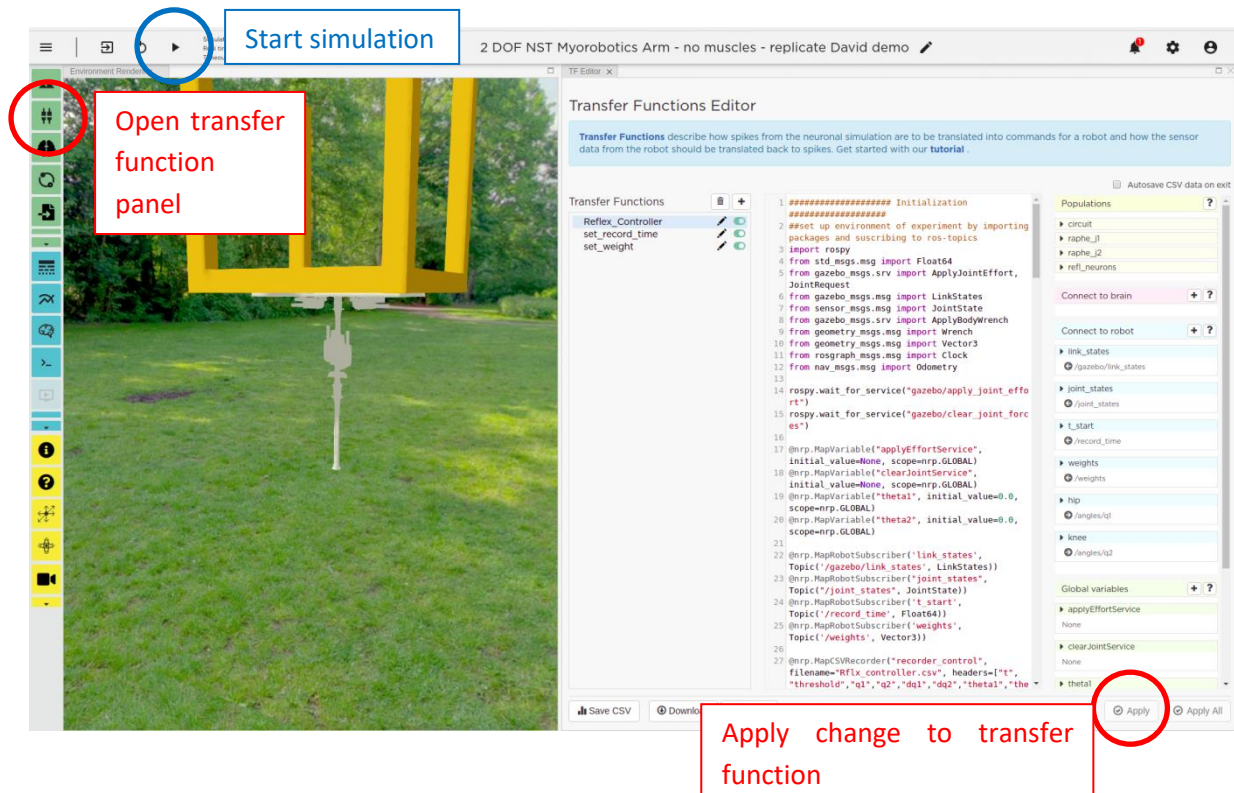 Start simulation
2 DOF NST Myorobotics Arm - no muscles - replicate David demo
Environment Render
TF Editor x
Open transfer
function
panel
Transfer Functions Editor
Transfer Functions describe how spikes from the neuronal simulation are to be translated into commands for a robot and how the sensor
data from the robot should be translated back to spikes. Get started with our tutorial .
Autosave CSV data on exit
Transfer Functions
Reflex_Controller
set_record_time
set_weight
1 #################### Initialization
###################
2 ##set up environment of experiment by importing
packages and suscribing to ros-topics
3 import rospy
4 from std_msgs.msg import Float64
5 from gazebo_msgs.srv import ApplyJointEffort,
JointRequest
6 from gazebo_msgs.msg import LinkStates
7 from sensor_msgs.msg import JointState
8 from gazebo_msgs.srv import ApplyBodyWrench
9 from geometry_msgs.msg import Wrench
10 from geometry_msgs.msg import Vector3
11 from rosgraph_msgs.msg import Clock
12 from nav_msgs.msg import Odometry
13
14 rospy.wait_for_service("gazebo/apply_joint_effo
rt")
15 rospy.wait_for_service("gazebo/clear_joint_forc
es")
16
17 @nrp.MapVariable("applyEffortService",
initial_value=None, scope=nrp.GLOBAL)
18 @nrp.MapVariable("clearJointService",
initial_value=None, scope=nrp.GLOBAL)
19 @nrp.MapVariable("theta1", initial_value=0.0,
scope=nrp.GLOBAL)
20 @nrp.MapVariable("theta2", initial_value=0.0,
scope=nrp.GLOBAL)
21
22 @nrp.MapRobotSubscriber('link_states',
Topic('/gazebo/link_states', LinkStates))
23 @nrp.MapRobotSubscriber("joint_states",
Topic("/joint_states", JointState))
24 @nrp.MapRobotSubscriber('t_start',
Topic('/record_time', Float64))
25 @nrp.MapRobotSubscriber('weights',
Topic('/weights', Vector3))
26
27 @nrp.MapCSVRecorder("recorder_control",
filename="Rflx_controller.csv", headers=["t",
"threshold","q1","q2","dq1","dq2","theta1","the
Populations ?
circuit
raphe_j1
raphe_j2
refl_neurons
Connect to brain + ?
Connect to robot + ?
link_states
/gazebo/link_states
joint_states
/joint_states
t_start
/record_time
weights
/weights
hip
/angles/q1
knee
/angles/q2
Global variables + ?
applyEffortService
None
clearJointService
None
theta1
Save CSV
Downlo
Apply
Apply All
Apply change to transfer
function